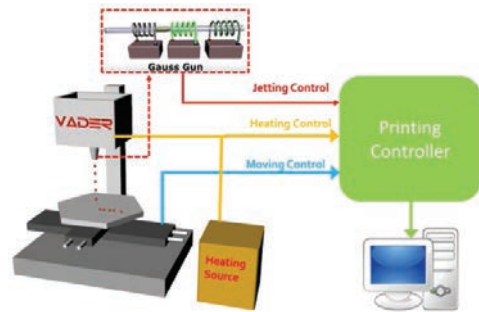 Gauss Gun
Jetting Control
VADER
Heating Control
Printing
Controller
Moving Control
Heating
Source